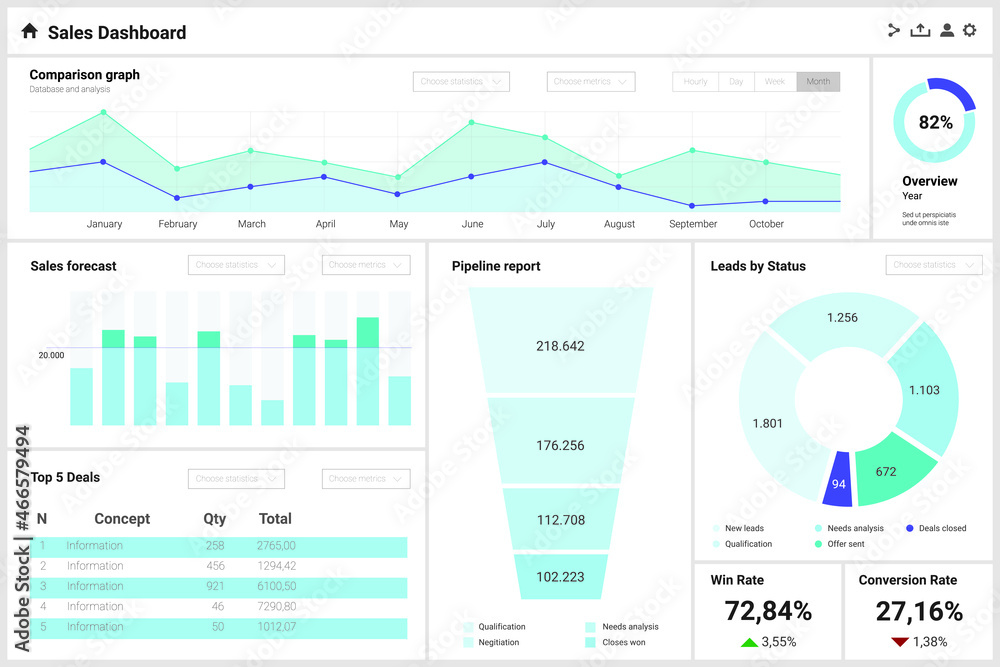 Sales Dashboard
Comparison graph
Database and analysis
Choose statistics
Choose metrics
Hourly Day Week Month
January February March April May June July August September October
82%
Overview
Year
Sed ut perspiciatis
unde omnis iste
Sales forecast
Choose statistics
Choose metrics
20.000
Pipeline report
218.642
176.256
112.708
102.223
Qualification
Needs analysis
Negitiation
Closes won
Leads by Status
Choose statistics
1.256
1.103
672
94
1.801
New leads
Needs analysis
Deals closed
Qualification
Offer sent
Top 5 Deals
Choose statistics
Choose metrics
N Concept Qty Total
1 Information 258 2765,00
2 Information 456 1294,42
3 Information 921 6100,50
4 Information 46 7290,80
5 Information 50 1012,07
Win Rate
72,84%
3,55%
Conversion Rate
27,16%
1,38%
Adobe Stock | #466579494